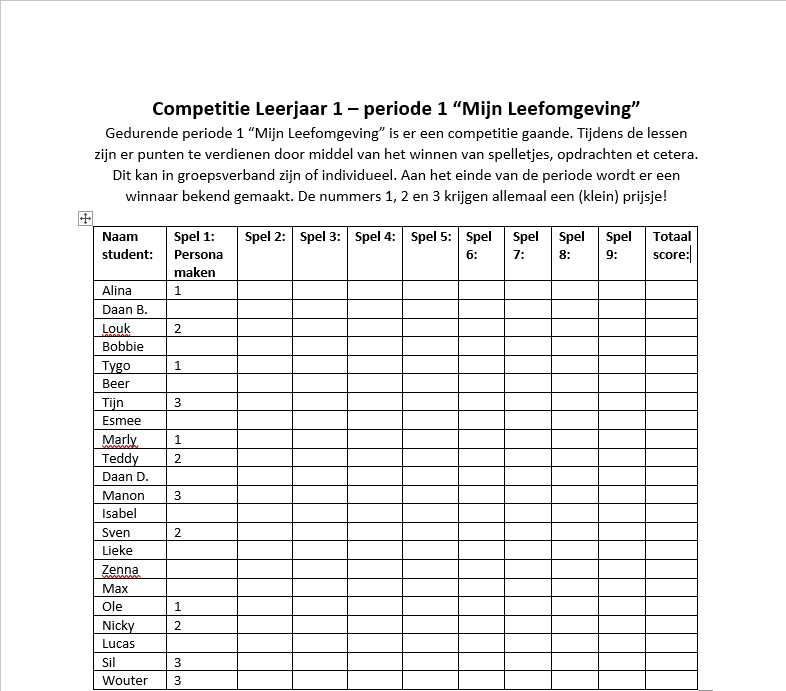 Competitie Leerjaar 1 – periode 1 “Mijn Leefomgeving”
Gedurende periode 1 “Mijn Leefomgeving” is er een competitie gaande. Tijdens de lessen
zijn er punten te verdienen door middel van het winnen van spelletjes, opdrachten et cetera.
Dit kan in groepsverband zijn of individueel. Aan het einde van de periode wordt er een
winnaar bekend gemaakt. De nummers 1, 2 en 3 krijgen allemaal een (klein) prijsje!
Naam student: Spel 1: Persona maken Spel 2: Spel 3: Spel 4: Spel 5: Spel 6: Spel 7: Spel 8: Spel 9: Totaal score:
Alina 1
Daan B.
Louk 2
Bobbie
Tygo 1
Beer
Tijn 3
Esmee
Marly 1
Teddy 2
Daan D.
Manon 3
Isabel
Sven 2
Lieke
Zenna
Max
Ole 1
Nicky 2
Lucas
Sil 3
Wouter 3